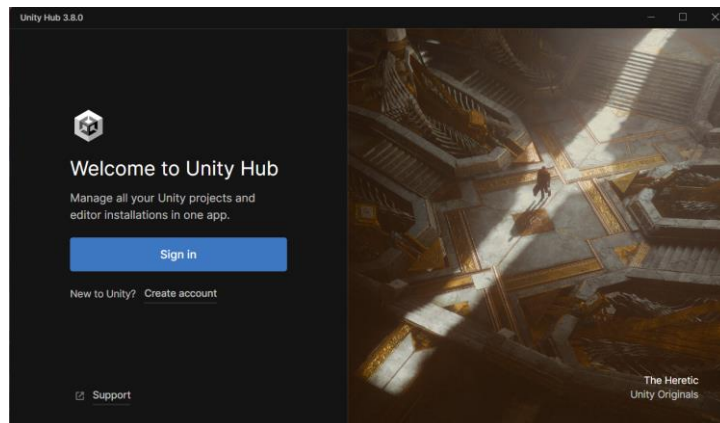 Unity Hub 3.8.0
Welcome to Unity Hub
Manage all your Unity projects and
editor installations in one app.
Sign in
New to Unity? Create account
Support
The Heretic
Unity Originals